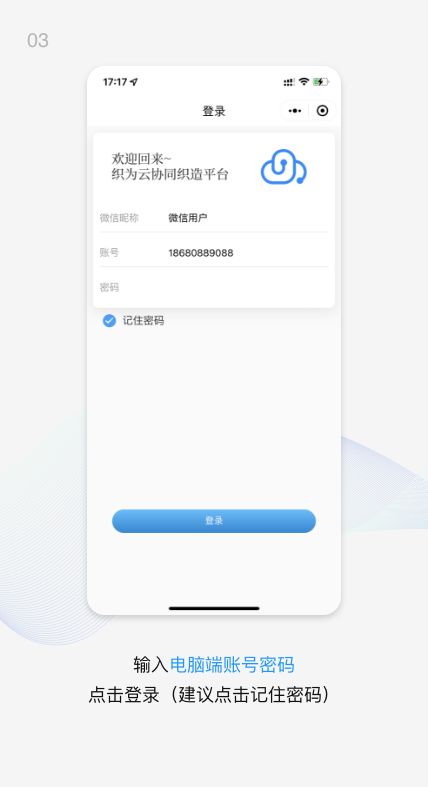 03
17:17
登录
欢迎回来~
织为云协同织造平台
微信昵称 微信用户
账号 18680889088
密码
记住密码
登录
输入电脑端账号密码
点击登录（建议点击记住密码）